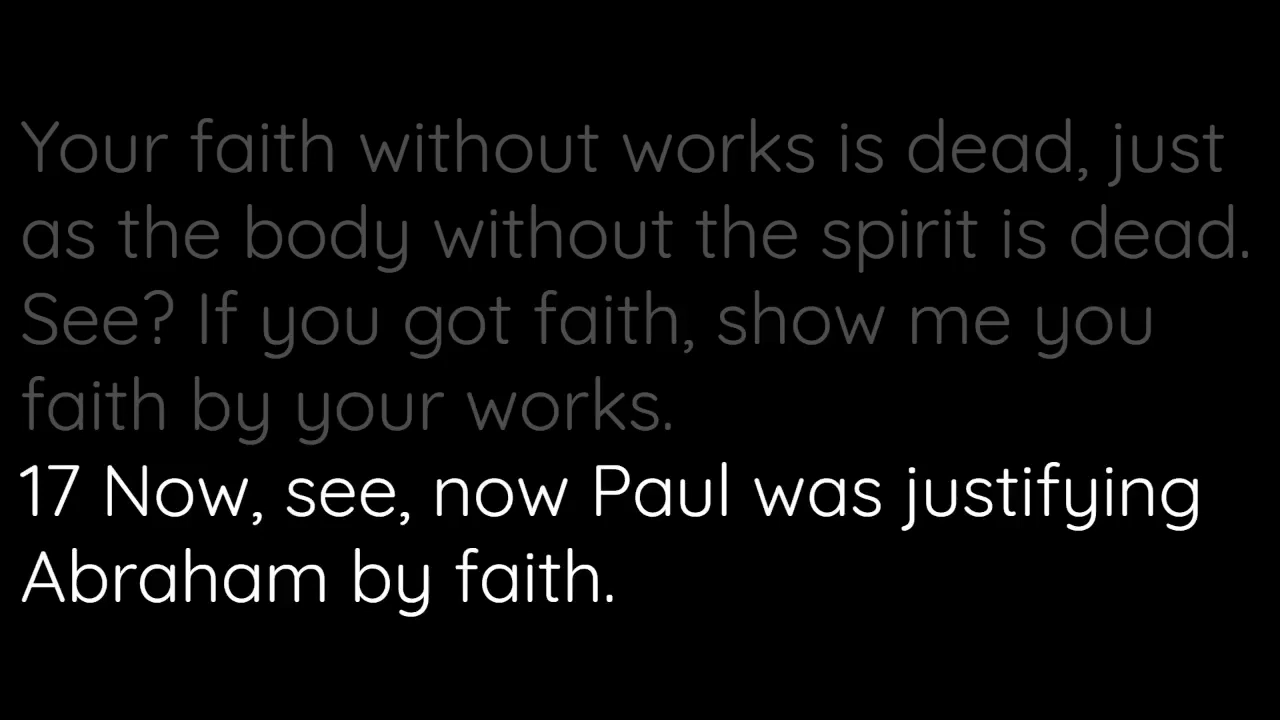 Your faith without works is dead, just
as the body without the spirit is dead.
See? If you got faith, show me you
faith by your works.
17 Now, see, now Paul was justifying
Abraham by faith.